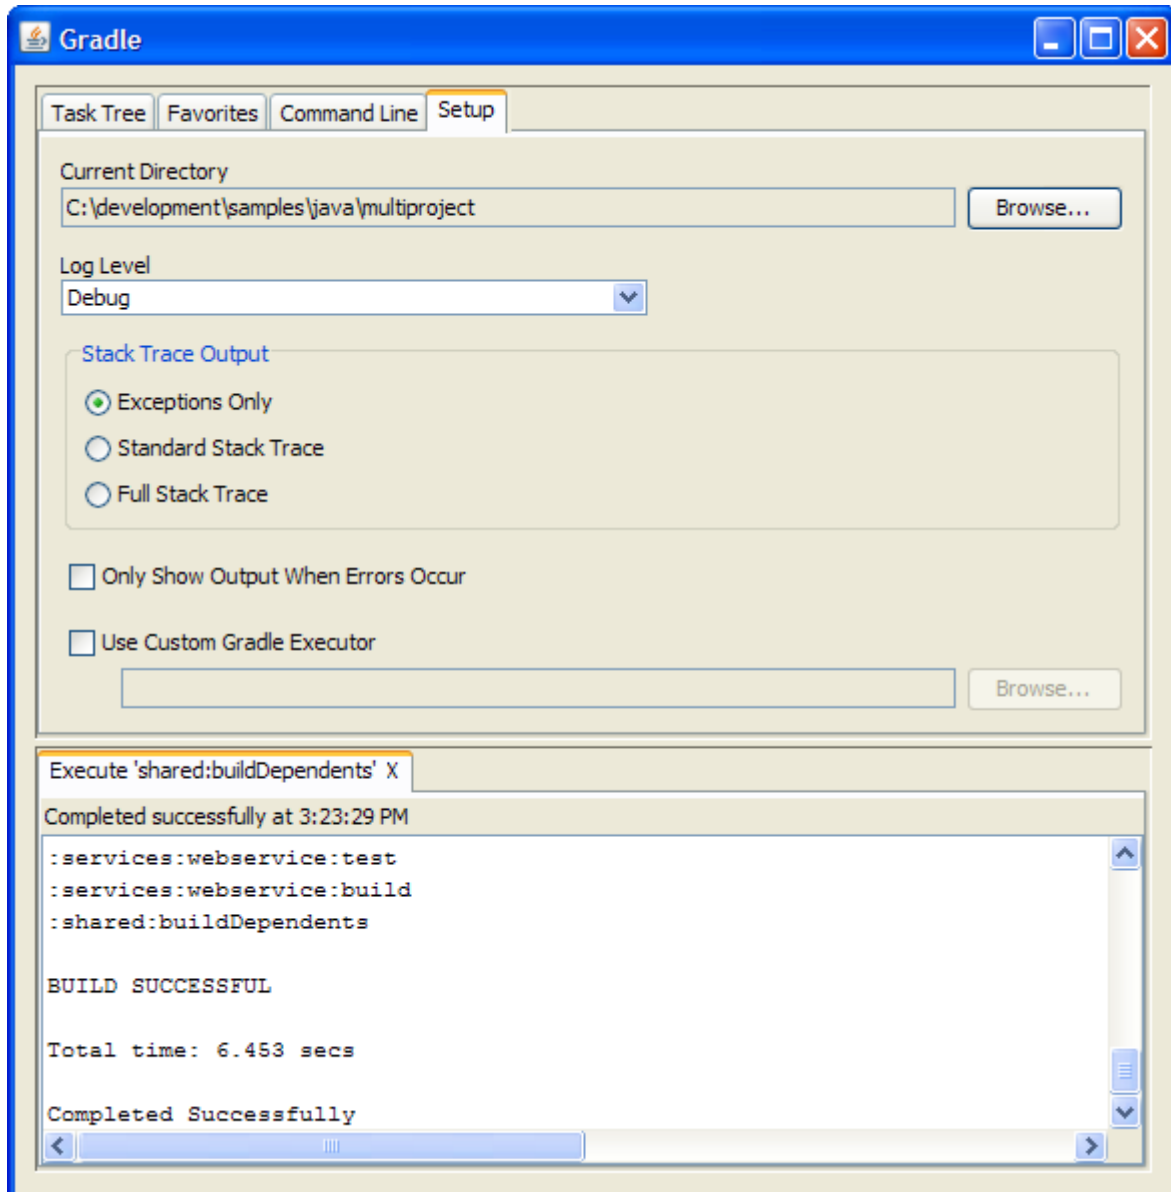 Gradle
Task Tree Favorites Command Line Setup
Current Directory
C:\development\samples\java\multiproject Browse...
Log Level
Debug
Stack Trace Output
Exceptions Only
Standard Stack Trace
Full Stack Trace
Only Show Output When Errors Occur
Use Custom Gradle Executor
Browse...
Execute 'shared:buildDependents' X
Completed successfully at 3:23:29 PM
:services:webservice:test
:services:webservice:build
:shared:buildDependents
BUILD SUCCESSFUL
Total time: 6.453 secs
Completed Successfully